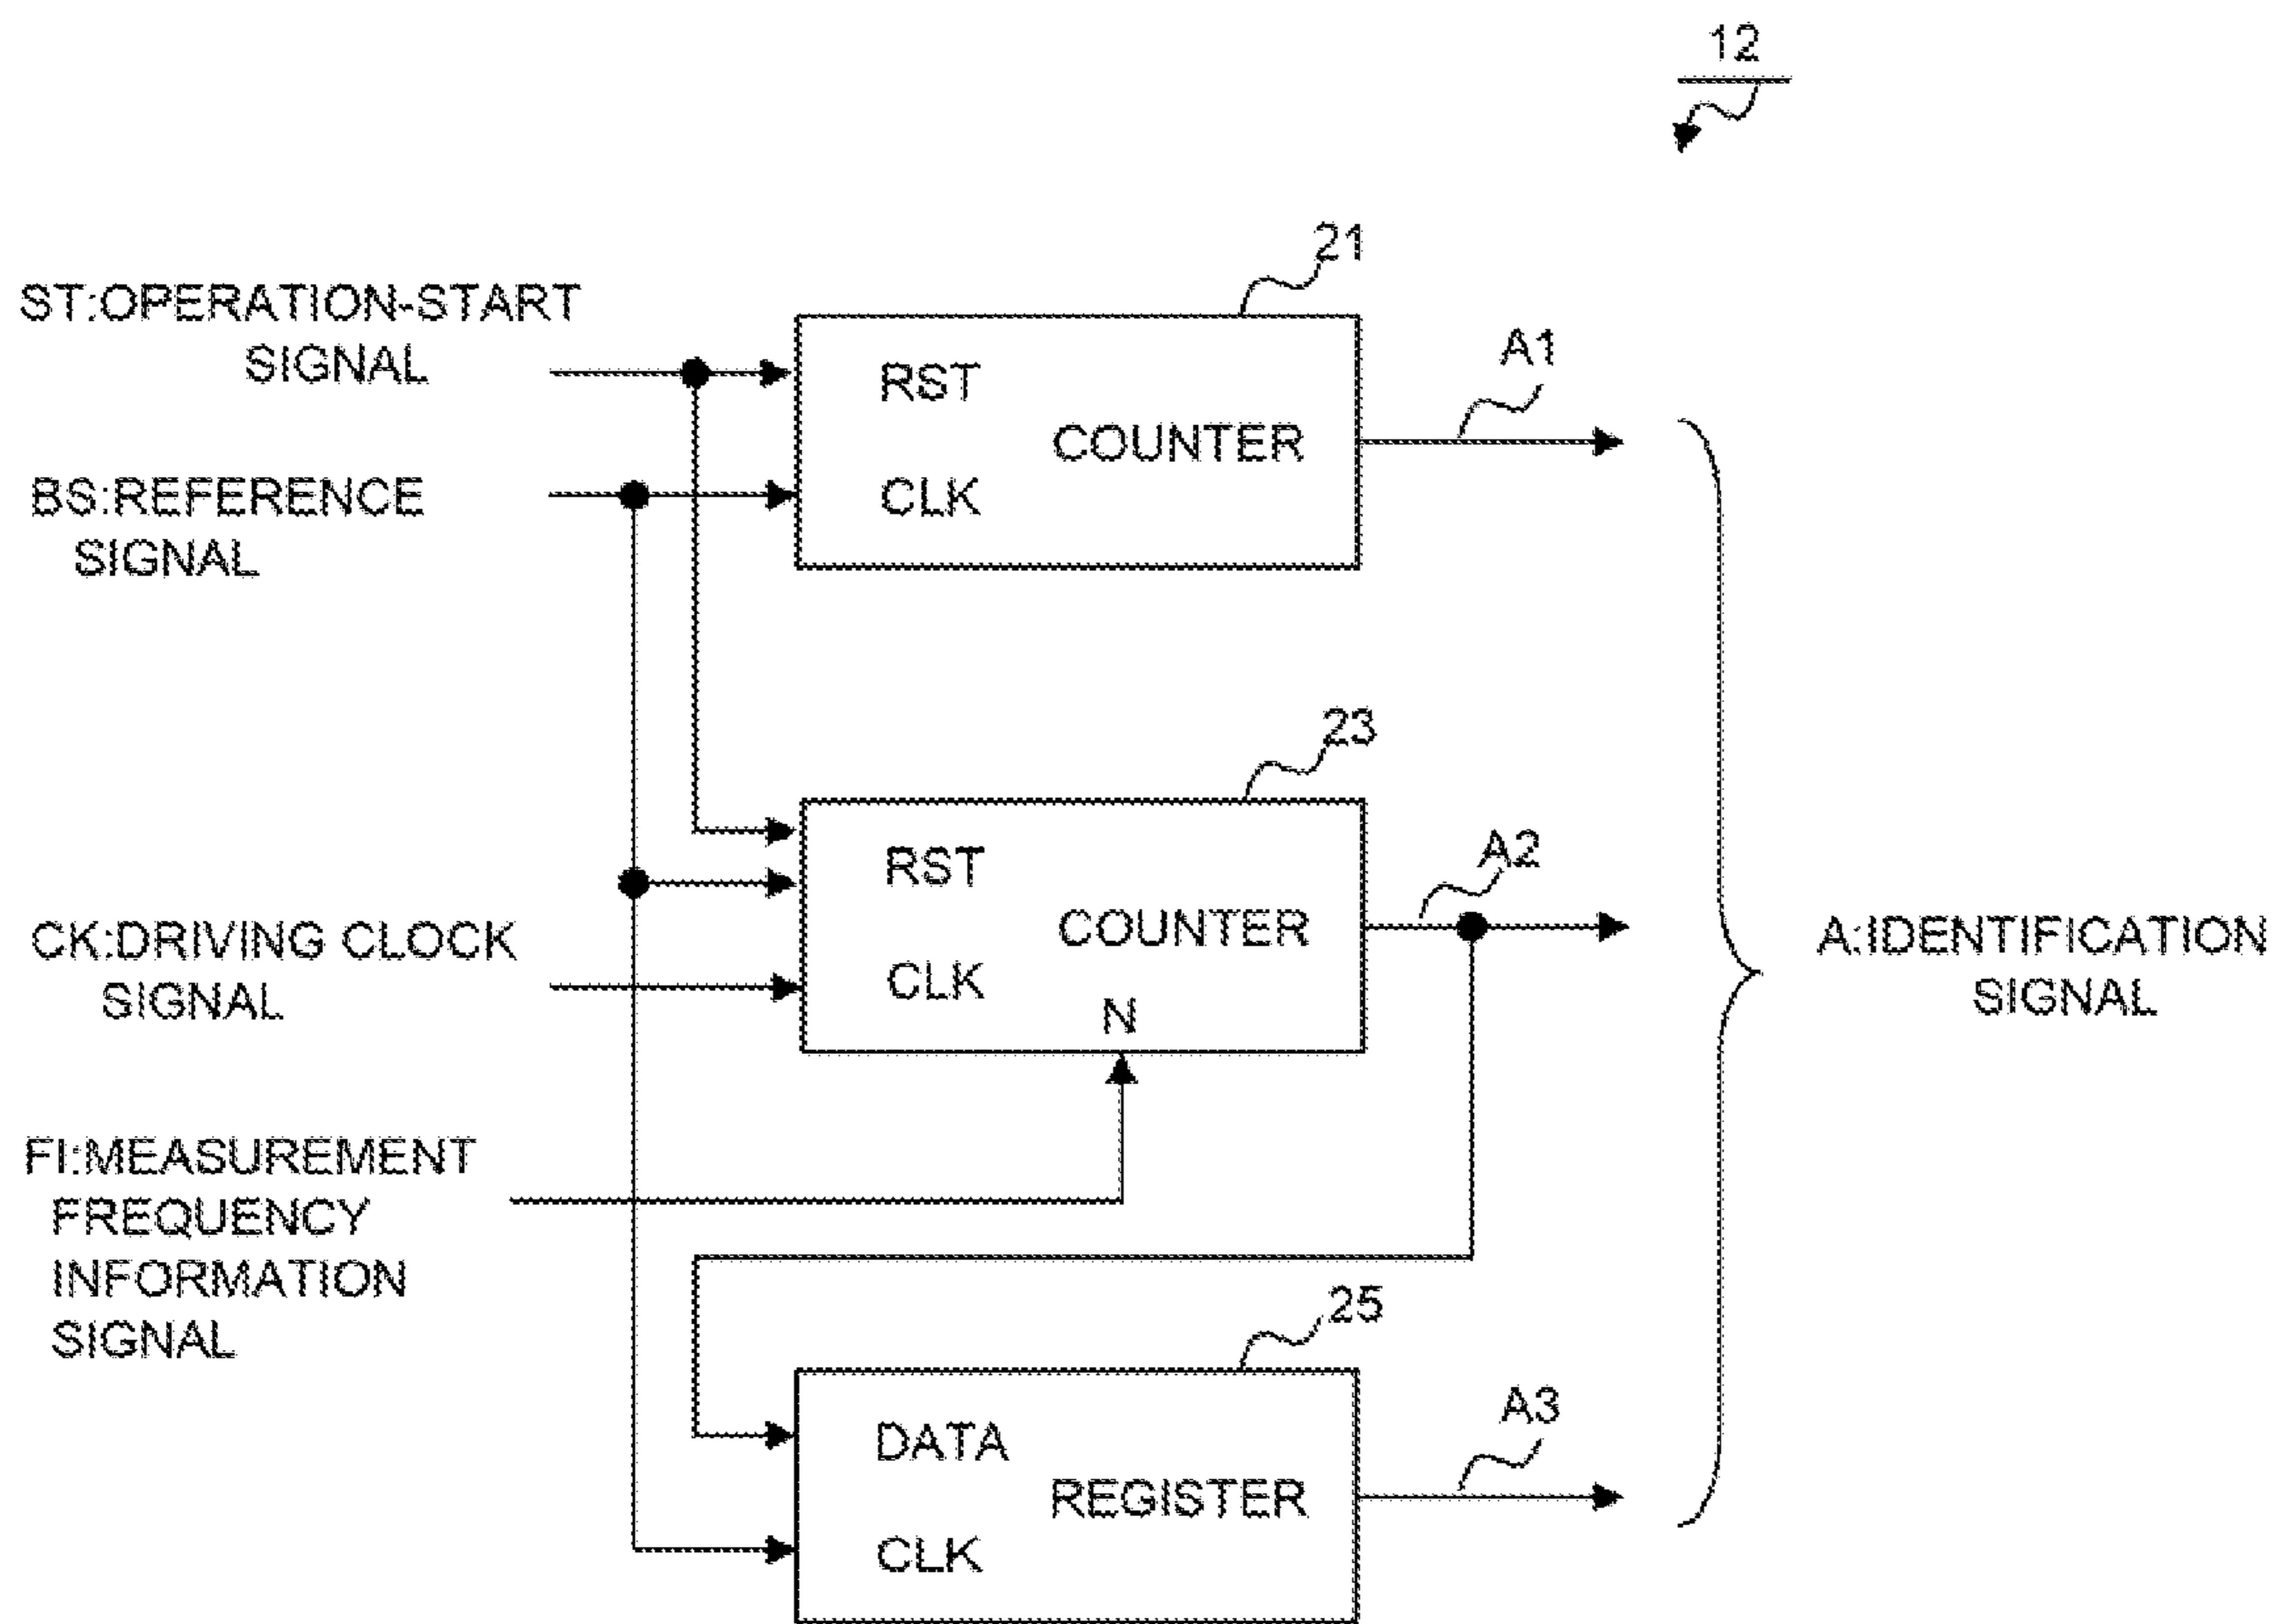 12
21
ST:OPERATION-START
SIGNAL
RST
COUNTER
CLK
A1
BS:REFERENCE
SIGNAL
23
RST
COUNTER
CLK
N
A2
CK:DRIVING CLOCK
SIGNAL
A:IDENTIFICATION
SIGNAL
FI:MEASUREMENT
FREQUENCY
INFORMATION
SIGNAL
25
DATA
REGISTER
CLK
A3